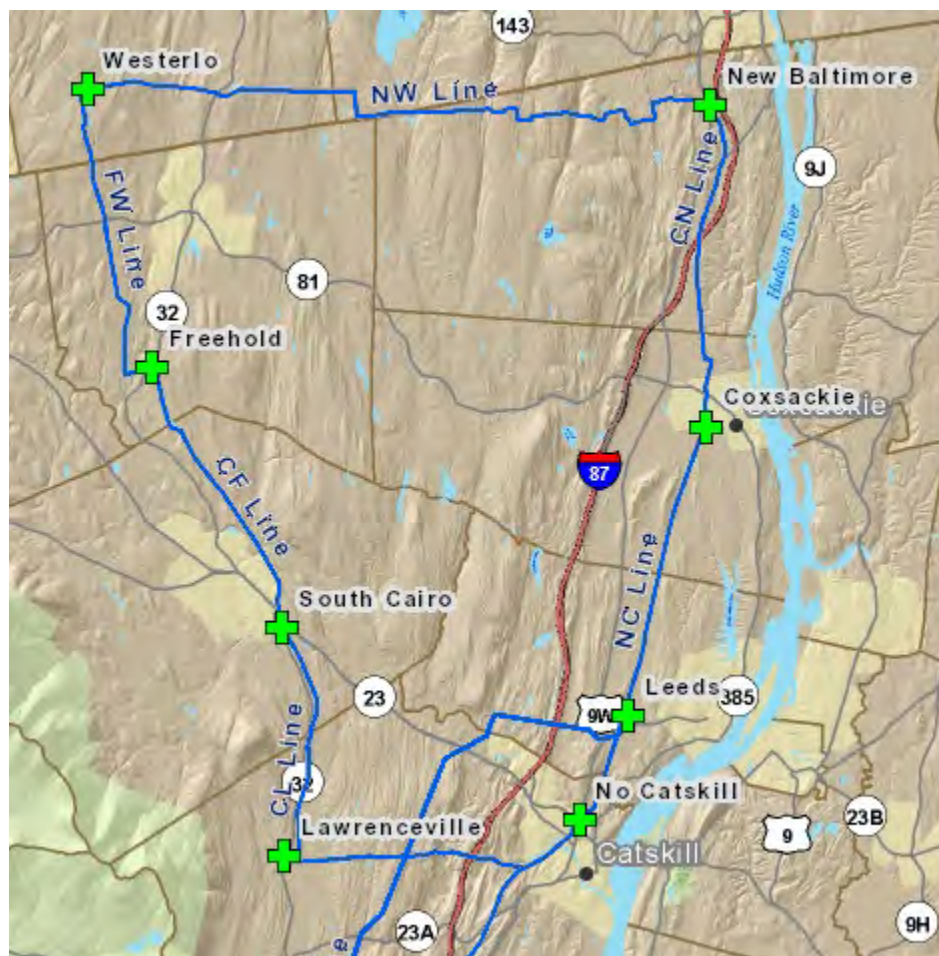 143
Westerlo
NW Line
New Baltimore
9J
FW Line
CN Line
Hudson River
81
32
Freehold
Coxsackie
Coxsackie
87
CF Line
NC Line
South Cairo
23
Leeds
9W
385
CL Line
32
No Catskill
9
23B
Lawrenceville
Catskill
23A
9H
e